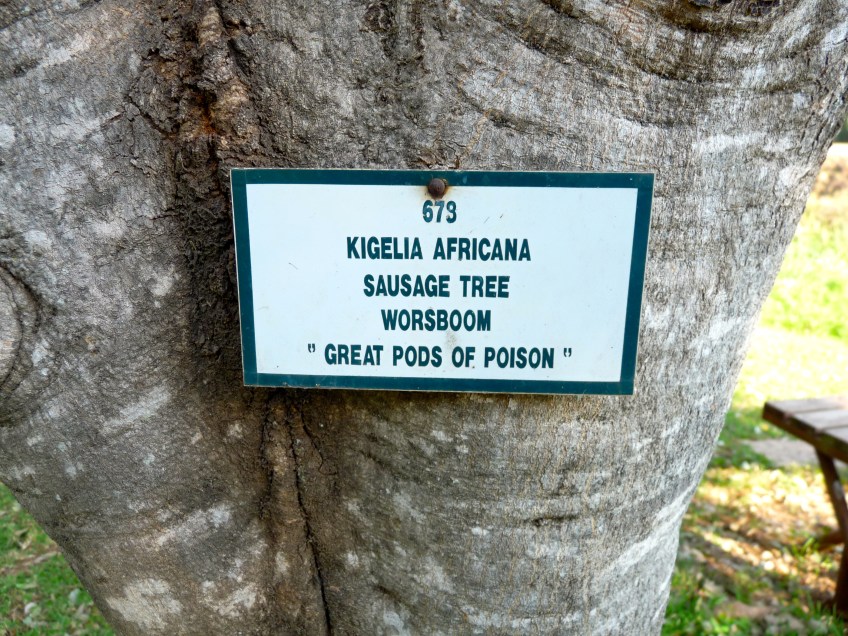 673
KIGELIA AFRICANA
SAUSAGE TREE
WORSBOOM
" GREAT PODS OF POISON "